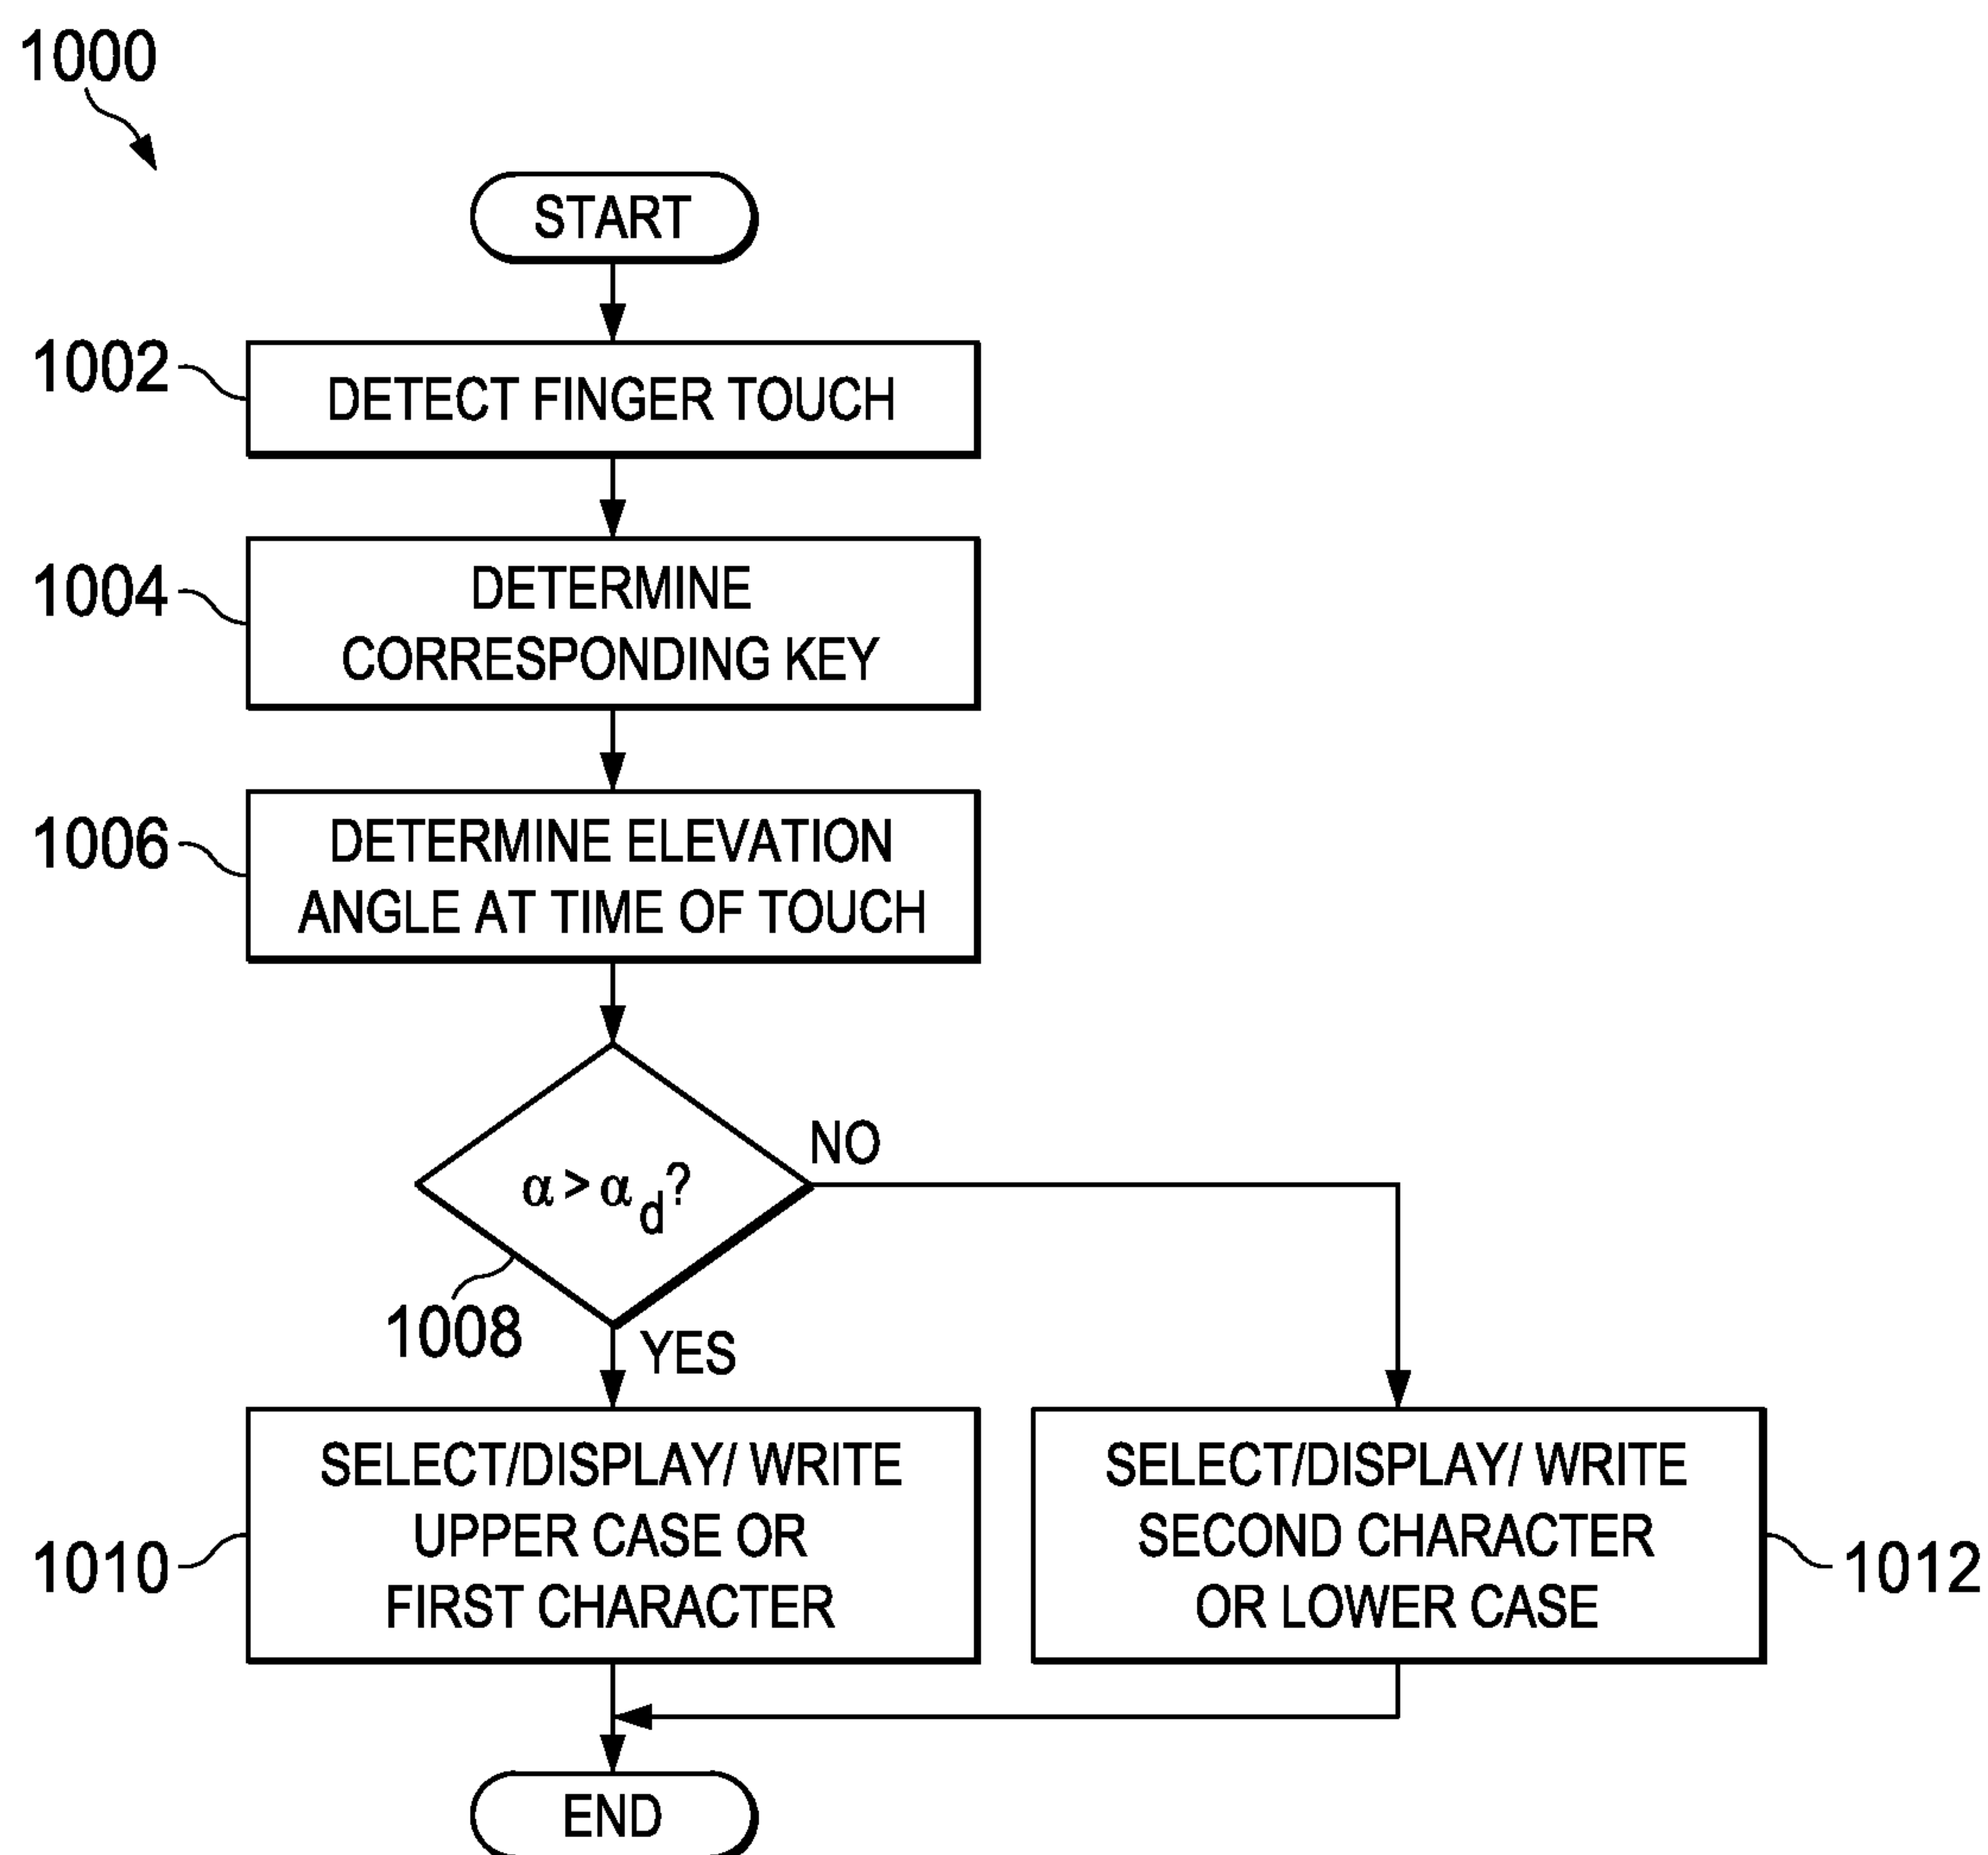 1000
START
1002
DETECT FINGER TOUCH
1004
DETERMINE
CORRESPONDING KEY
1006
DETERMINE ELEVATION
ANGLE AT TIME OF TOUCH
NO
α > α d ?
1008
YES
SELECT/DISPLAY/ WRITE
UPPER CASE OR
FIRST CHARACTER
1010
SELECT/DISPLAY/ WRITE
SECOND CHARACTER
OR LOWER CASE
1012
END